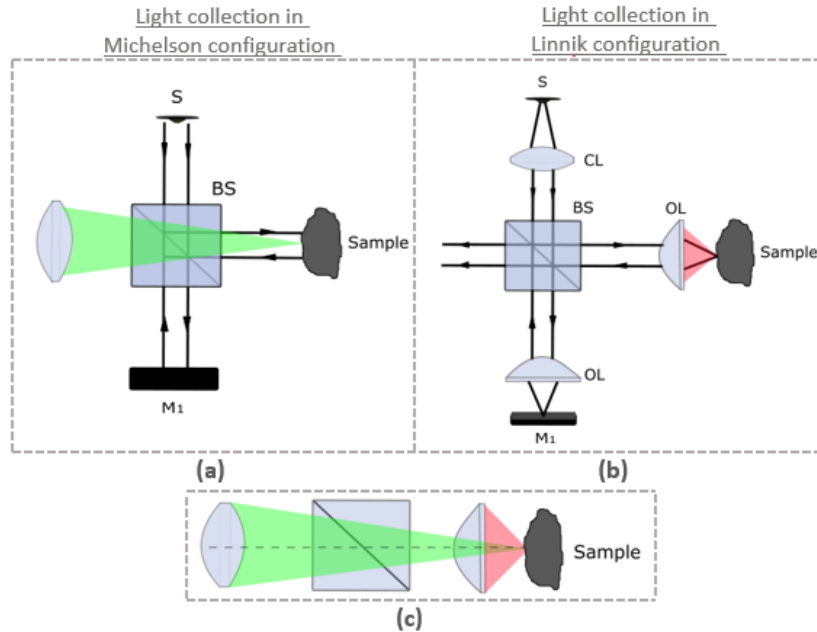 Light collection in
Michelson configuration
Light collection in
Linnik configuration
S
BS
Sample
M1
(a)
S
CL
BS
OL
Sample
OL
M1
(b)
Sample
(c)